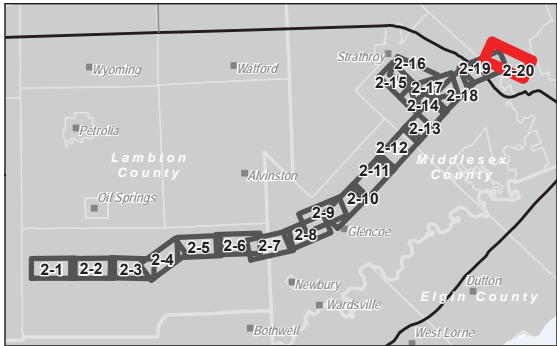 Strathroy
2-16
2-19
2-20
Wyoming
Watford
2-15
2-17
2-18
2-14
Petrolia
2-13
Lambton
County
2-12
Middlesex
County
2-11
Alvinston
Oil Springs
2-10
2-9
Glencoe
2-8
2-7
2-6
2-5
2-4
2-3
2-2
2-1
Newbury
Dutton
Elgin County
Wardsville
Bothwell
West Lorne